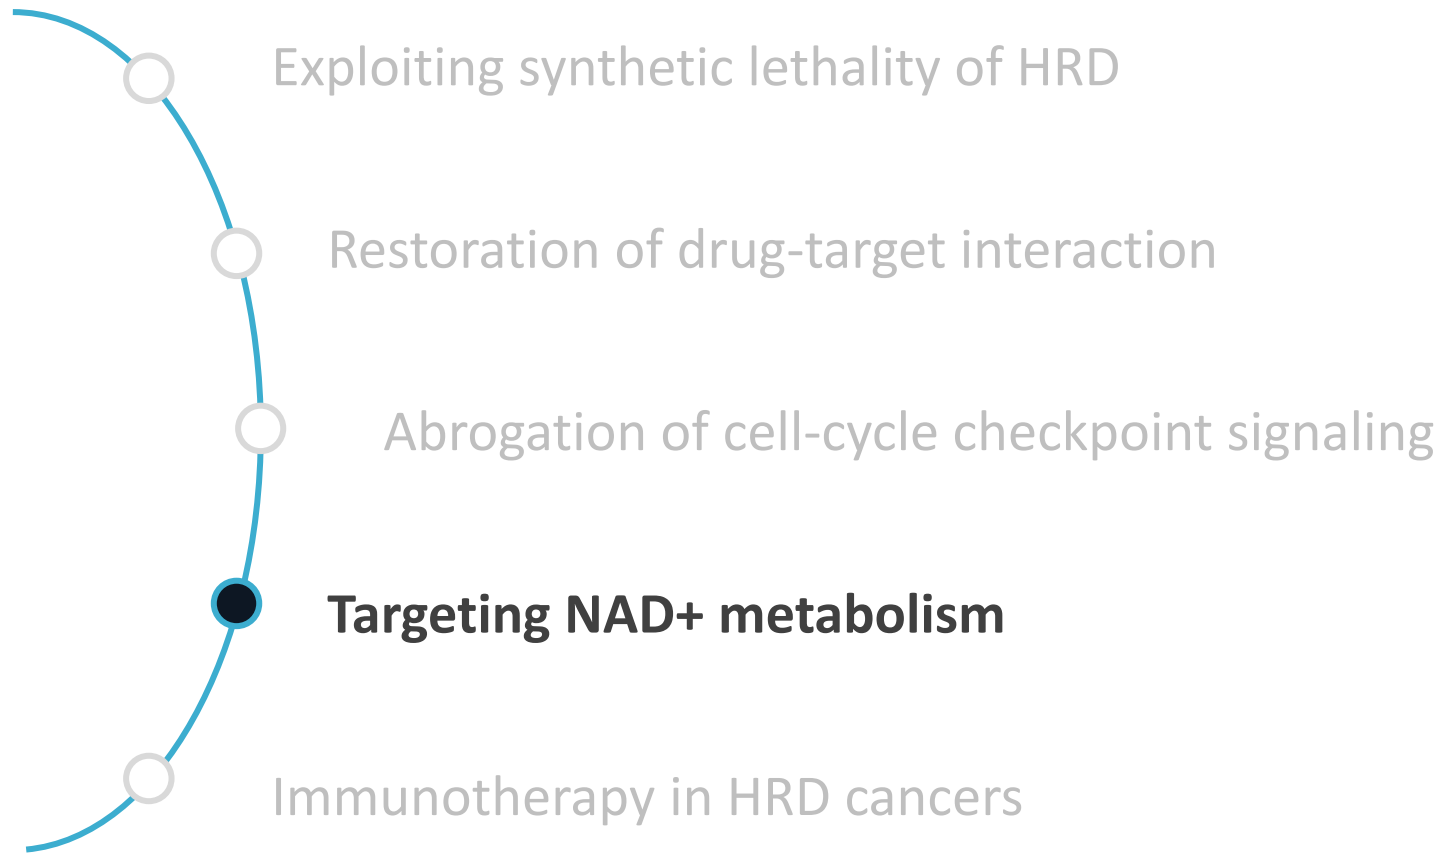 Exploiting synthetic lethality of HRD
Restoration of drug-target interaction
Abrogation of cell-cycle checkpoint signaling
Targeting NAD+ metabolism
Immunotherapy in HRD cancers